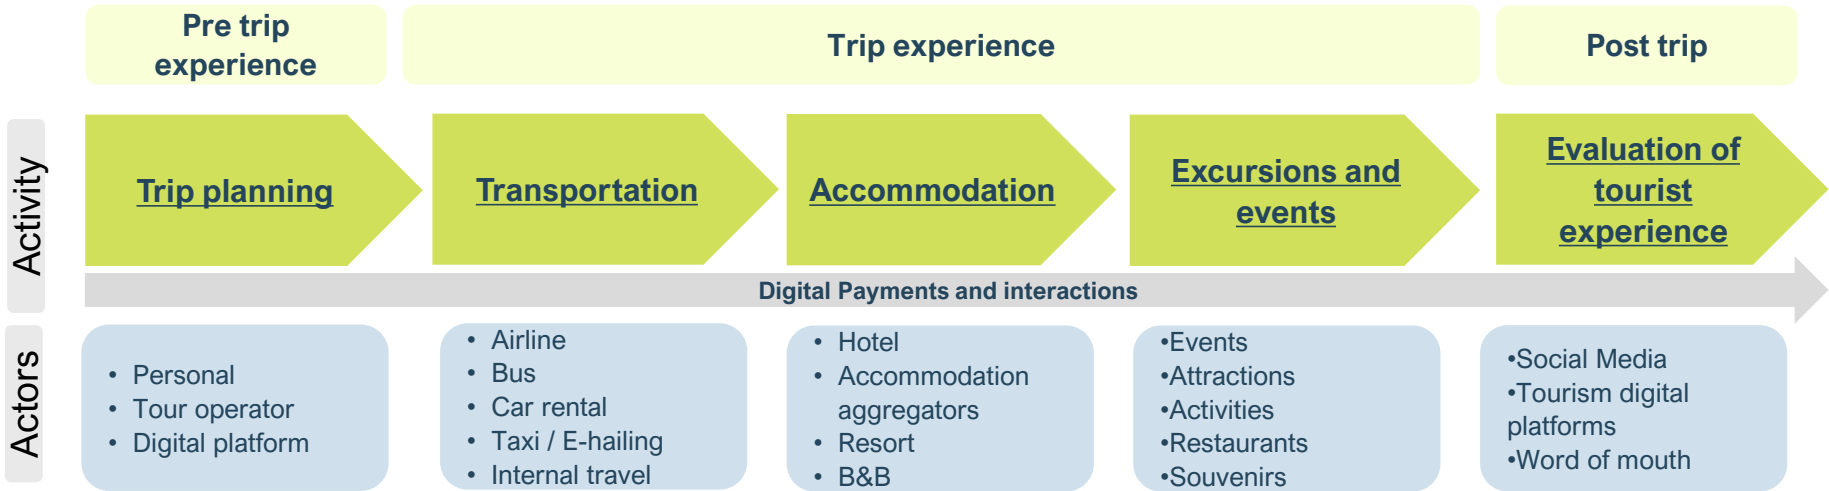 Pre trip
experience
Trip experience
Post trip
Activity
Trip planning
Transportation
Accommodation
Excursions and
events
Evaluation of
tourist
experience
Digital Payments and interactions
Actors
• Personal
• Tour operator
• Digital platform
• Airline
• Bus
• Car rental
• Taxi / E-hailing
• Internal travel
• Hotel
• Accommodation
aggregators
• Resort
• B&B
•Events
•Attractions
•Activities
•Restaurants
•Souvenirs
•Social Media
•Tourism digital
platforms
•Word of mouth